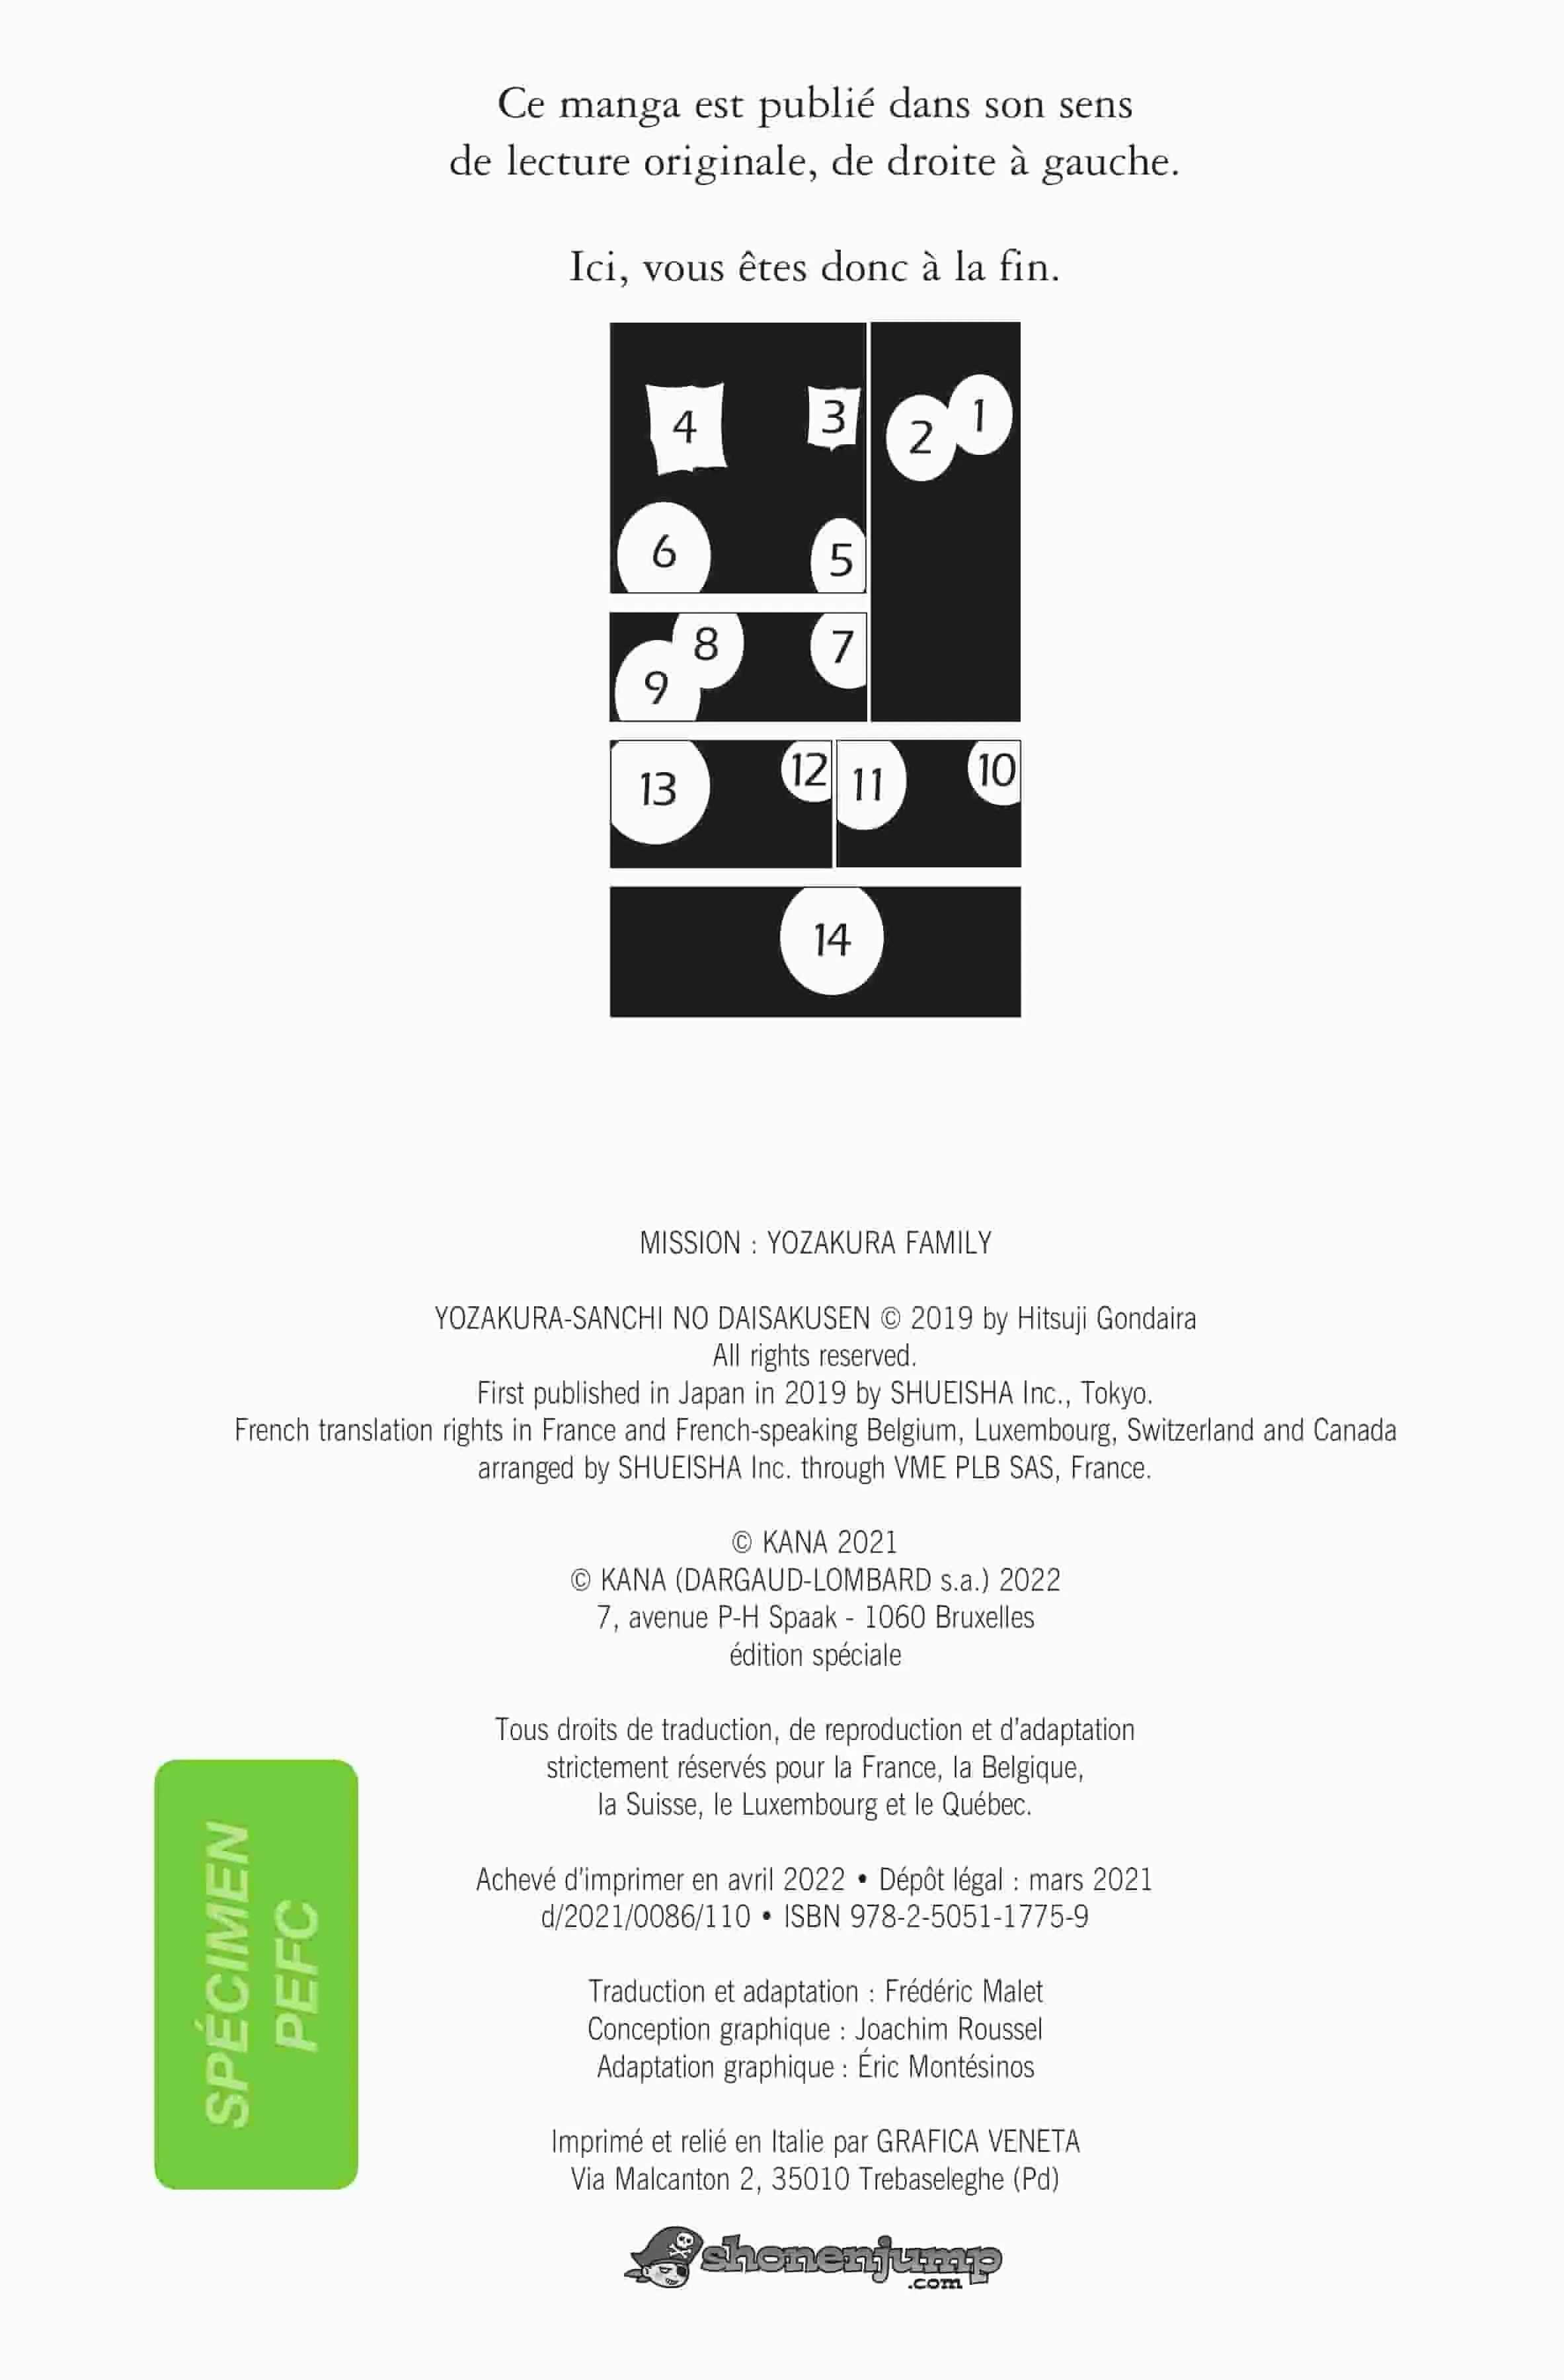 Ce manga est publié dans son sens
de lecture originale, de droite à gauche.
Ici, vous êtes donc à la fin.
1
2
3
4
5
6
7
8
9
10
11
12
13
14
MISSION : YOZAKURA FAMILY
YOZAKURA-SANCHI NO DAISAKUSEN © 2019 by Hitsuji Gondaira
All rights reserved.
First published in Japan in 2019 by SHUEISHA Inc., Tokyo.
French translation rights in France and French-speaking Belgium, Luxembourg, Switzerland and Canada
arranged by SHUEISHA Inc. through VME PLB SAS, France.
© KANA 2021
© KANA (DARGAUD-LOMBARD s.a.) 2022
7, avenue P-H Spaak - 1060 Bruxelles
édition spéciale
Tous droits de traduction, de reproduction et d'adaptation
strictement réservés pour la France, la Belgique,
la Suisse, le Luxembourg et le Québec.
Achevé d'imprimer en avril 2022 • Dépôt légal : mars 2021
d/2021/0086/110 • ISBN 978-2-5051-1775-9
Traduction et adaptation : Frédéric Malet
Conception graphique : Joachim Roussel
Adaptation graphique : Éric Montésinos
Imprimé et relié en Italie par GRAFICA VENETA
Via Malcanton 2, 35010 Trebaseleghe (Pd)
SPÉCIMEN
PEFC
shonenjump
.com